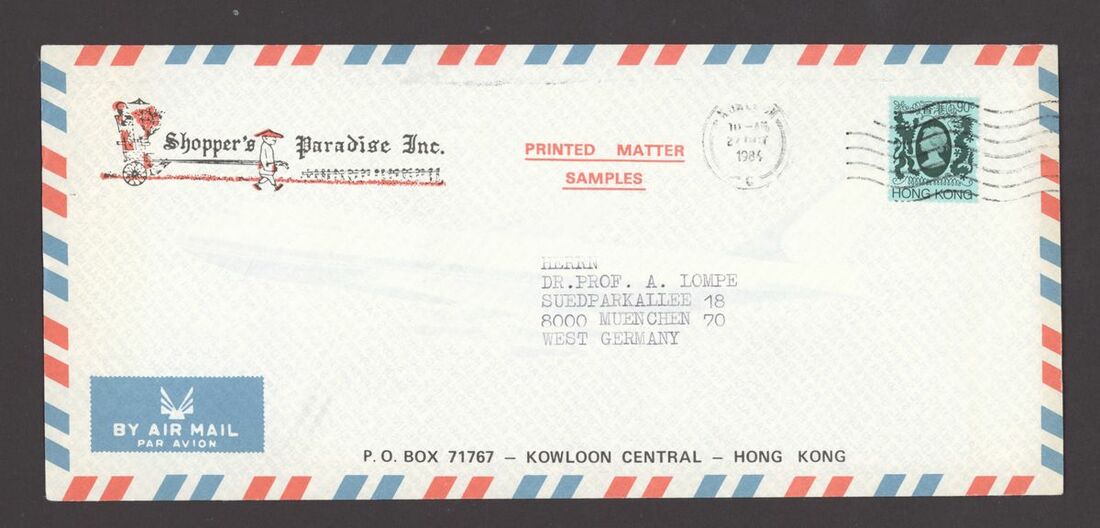 Shopper's Paradise Inc.
PRINTED MATTER
SAMPLES
1984
90¢
HONG KONG
HERRN
DR.PROF. A. LOMPE
SUEDPARKALLEE 18
8000 MUENCHEN 70
WEST GERMANY
BY AIR MAIL
PAR AVION
P.O. BOX 71767 – KOWLOON CENTRAL – HONG KONG